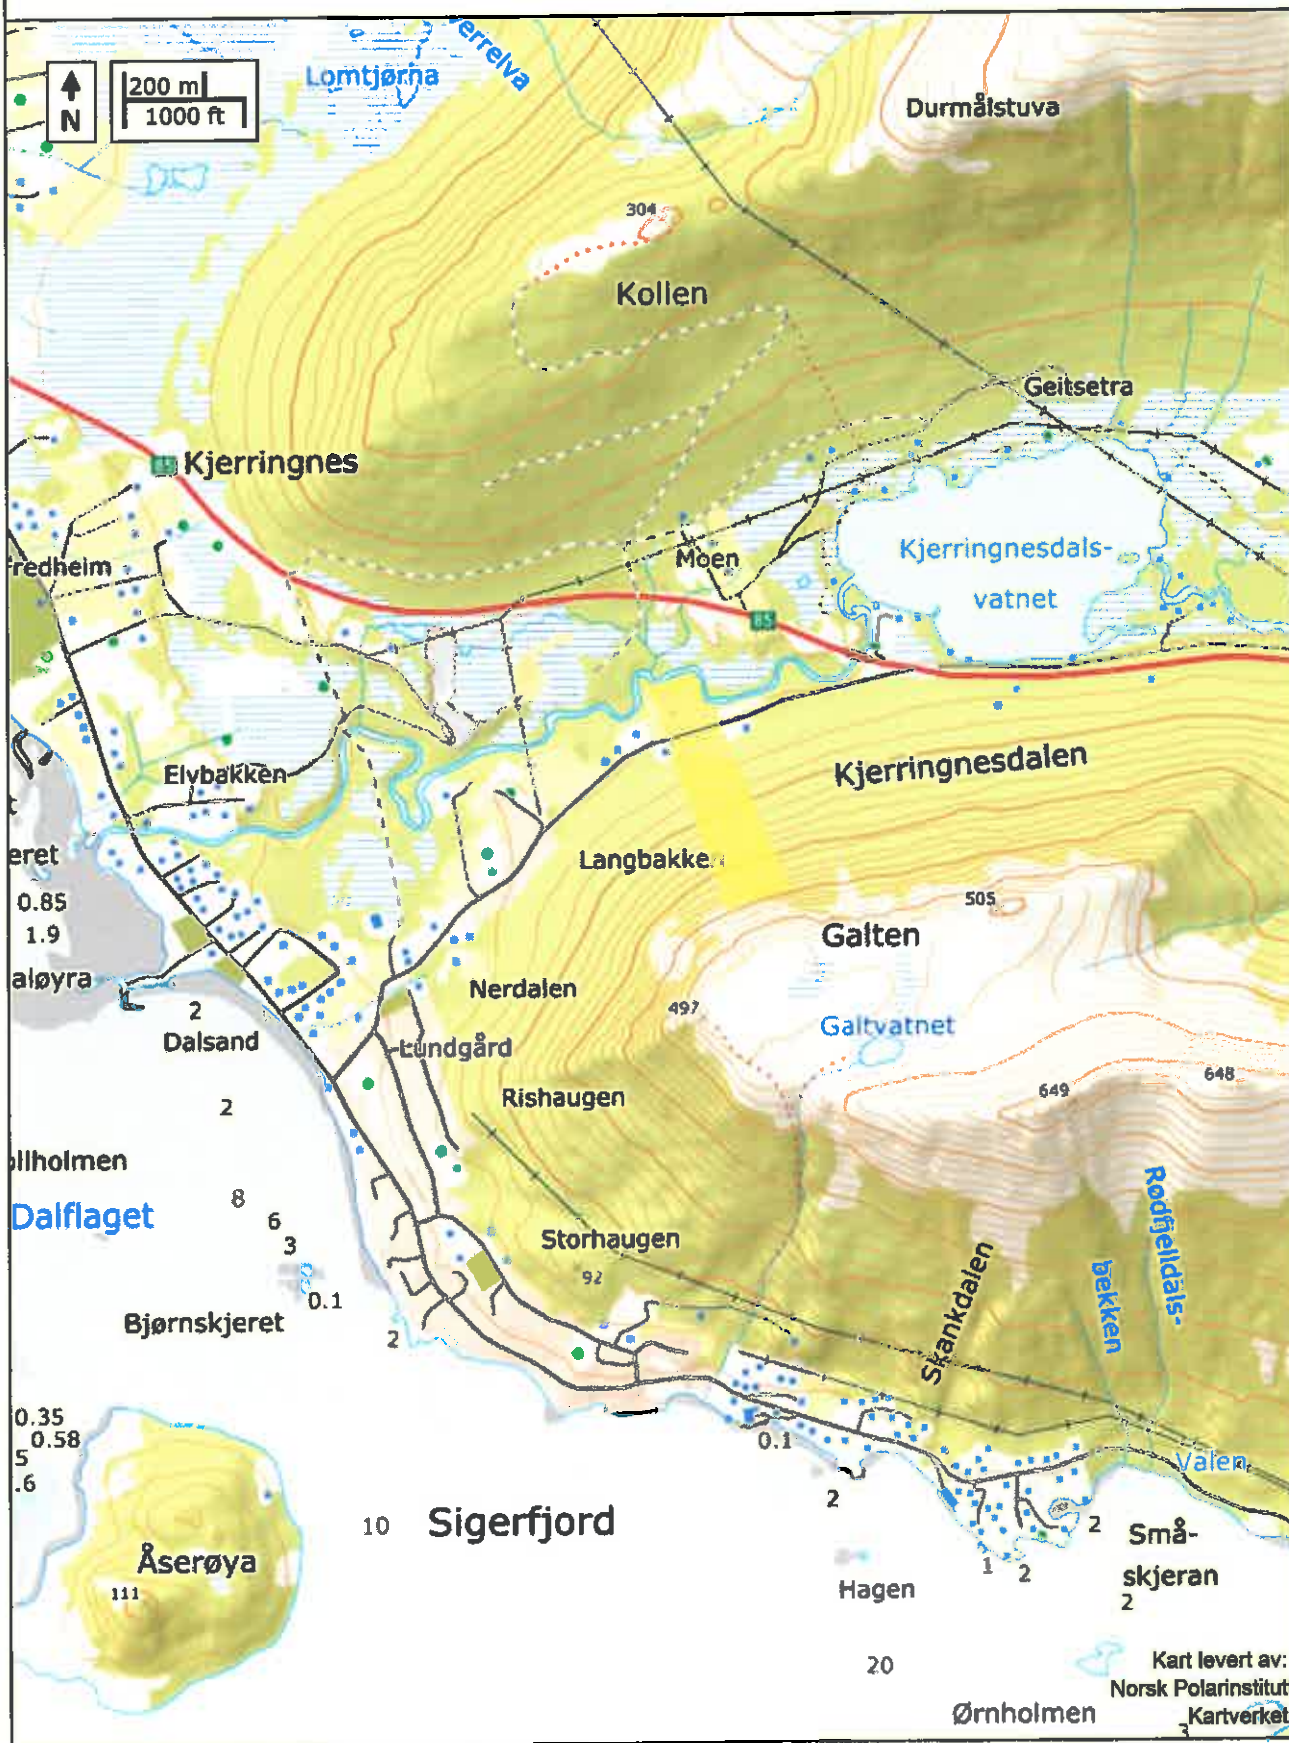 verrelva
Lomtjørna
200 m
1000 ft
N
Durmålstuva
304
Kollen
Geitsetra
Kjerringnes
Kjerringnesdals-
vatnet
Moen
redheim
85
Elvbakken
Kjerringnesdalen
eret
Langbakke
0.85
505
1.9
Galten
aløyra
Nerdalen
497
2
Galtvatnet
Dalsand
Lundgård
648
649
Rishaugen
2
ollholmen
Rødfjelldals-
bekken
8
Dalflaget
6
Storhaugen
3
92
Skankdalen
0.1
Bjørnskjeret
2
0.35
0.58
5
0.1
.6
Valen
2
Sigerfjord
10
2
Små-
skjeran
Åserøya
1
2
111
Hagen
2
20
Kart levert av:
Norsk Polarinstitut
Ørnholmen
Kartverket
3